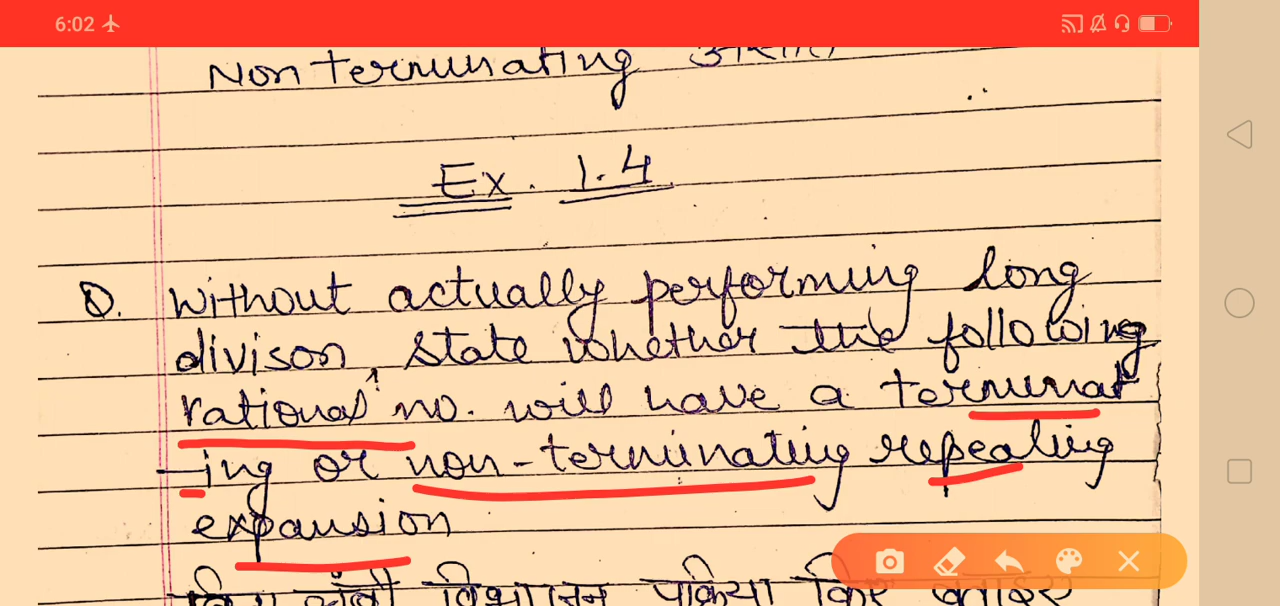 6:02
Non terminating
Ex. 1.4
Q. Without actually performing long
divison, state whether the following
rational no. will have a terminat
-ing or non-terminating repeating
expansion
लंबी विभाजन